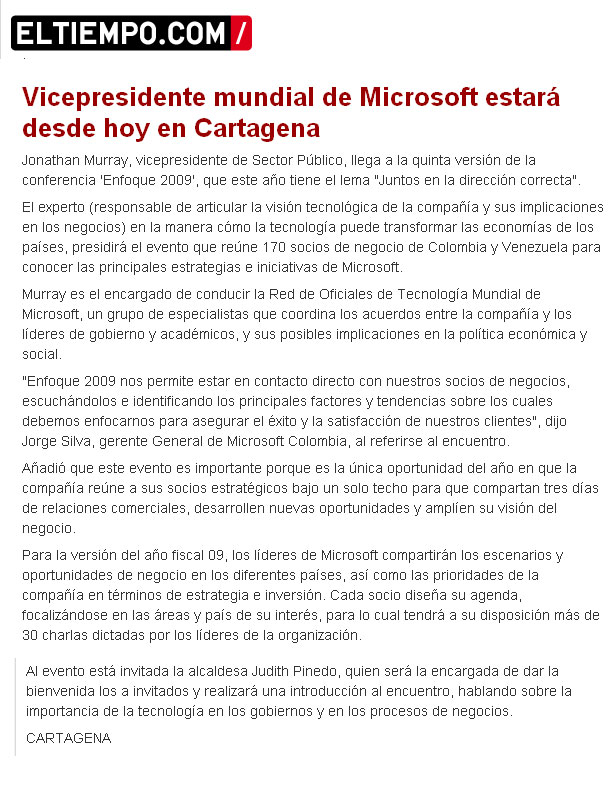 ELTIEMPO.COM/
Vicepresidente mundial de Microsoft estará
desde hoy en Cartagena
Jonathan Murray, vicepresidente de Sector Público, llega a la quinta versión de la
conferencia 'Enfoque 2009', que este año tiene el lema "Juntos en la dirección correcta".
El experto (responsable de articular la visión tecnológica de la compañía y sus implicaciones
en los negocios) en la manera cómo la tecnología puede transformar las economías de los
países, presidirá el evento que reúne 170 socios de negocio de Colombia y Venezuela para
conocer las principales estrategias e iniciativas de Microsoft.
Murray es el encargado de conducir la Red de Oficiales de Tecnología Mundial de
Microsoft, un grupo de especialistas que coordina los acuerdos entre la compañía y los
líderes de gobierno y académicos, y sus posibles implicaciones en la política económica y
social.
"Enfoque 2009 nos permite estar en contacto directo con nuestros socios de negocios,
escuchándolos e identificando los principales factores y tendencias sobre los cuales
debemos enfocarnos para asegurar el éxito y la satisfacción de nuestros clientes", dijo
Jorge Silva, gerente General de Microsoft Colombia, al referirse al encuentro.
Añadió que este evento es importante porque es la única oportunidad del año en que la
compañía reúne a sus socios estratégicos bajo un solo techo para que compartan tres días
de relaciones comerciales, desarrollen nuevas oportunidades y amplíen su visión del
negocio.
Para la versión del año fiscal 09, los líderes de Microsoft compartirán los escenarios y
oportunidades de negocio en los diferentes países, así como las prioridades de la
compañía en términos de estrategia e inversión. Cada socio diseña su agenda,
focalizándose en las áreas y país de su interés, para lo cual tendrá a su disposición más de
30 charlas dictadas por los líderes de la organización.
Al evento está invitada la alcaldesa Judith Pinedo, quien será la encargada de dar la
bienvenida los a invitados y realizará una introducción al encuentro, hablando sobre la
importancia de la tecnología en los gobiernos y en los procesos de negocios.
CARTAGENA